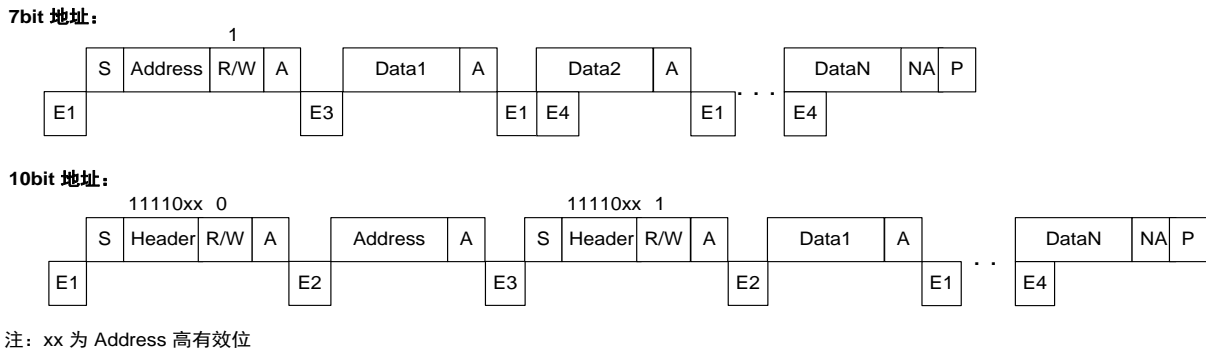 7bit 地址：
1
S Address R/W A Data1 A Data2 A DataN NA P
E1 E3 E1 E4 E1 . . . E4
10bit 地址：
11110xx 0 11110xx 1
S Header R/W A Address A S Header R/W A Data1 A DataN NA P
E1 E2 E3 E2 E1 . . E4
注：xx 为 Address 高有效位